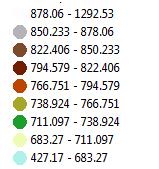 878.06 - 1292.53
850.233 - 878.06
822.406 - 850.233
794.579 - 822.406
766.751 - 794.579
738.924 - 766.751
711.097 - 738.924
683.27 - 711.097
427.17 - 683.27